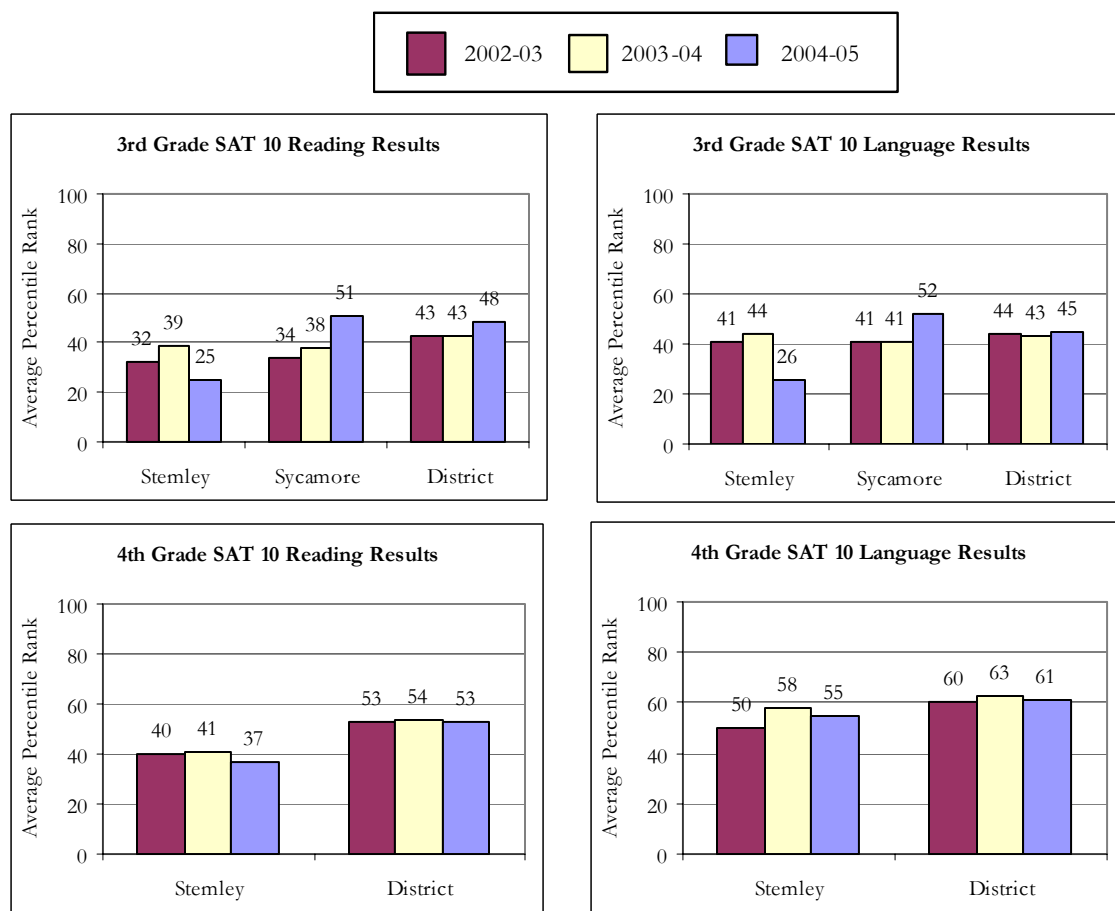 2002-03 2003-04 2004-05
3rd Grade SAT 10 Reading Results
Average Percentile Rank
100
80
60
40
20
0
32 39 25
34 38 51
43 43 48
Stemley Sycamore District
3rd Grade SAT 10 Language Results
Average Percentile Rank
100
80
60
40
20
0
41 44 26
41 41 52
44 43 45
Stemley Sycamore District
4th Grade SAT 10 Reading Results
Average Percentile Rank
100
80
60
40
20
0
40 41 37
53 54 53
Stemley District
4th Grade SAT 10 Language Results
Average Percentile Rank
100
80
60
40
20
0
50 58 55
60 63 61
Stemley District